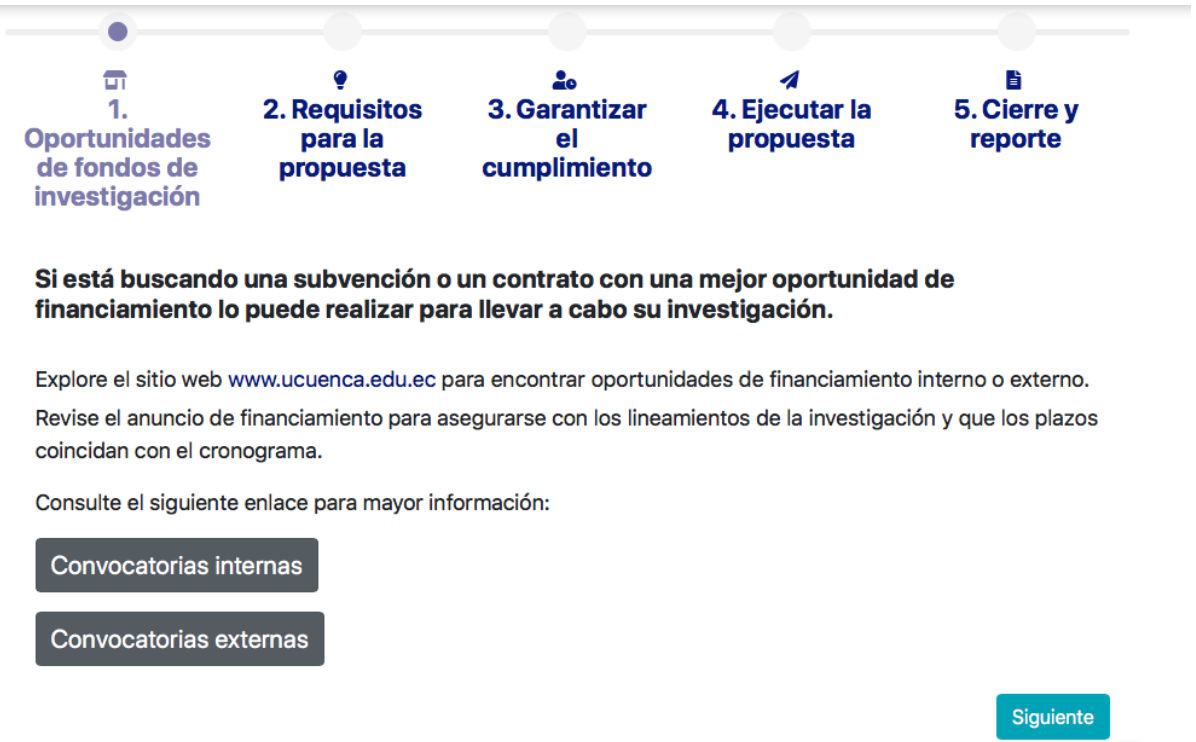 1.
Oportunidades
de fondos de
investigación
2. Requisitos
para la
propuesta
3. Garantizar
el
cumplimiento
4. Ejecutar la
propuesta
5. Cierre y
reporte
Si está buscando una subvención o un contrato con una mejor oportunidad de
financiamiento lo puede realizar para llevar a cabo su investigación.
Explore el sitio web www.ucuenca.edu.ec para encontrar oportunidades de financiamiento interno o externo.
Revise el anuncio de financiamiento para asegurarse con los lineamientos de la investigación y que los plazos
coincidan con el cronograma.
Consulte el siguiente enlace para mayor información:
Convocatorias internas
Convocatorias externas
Siguiente